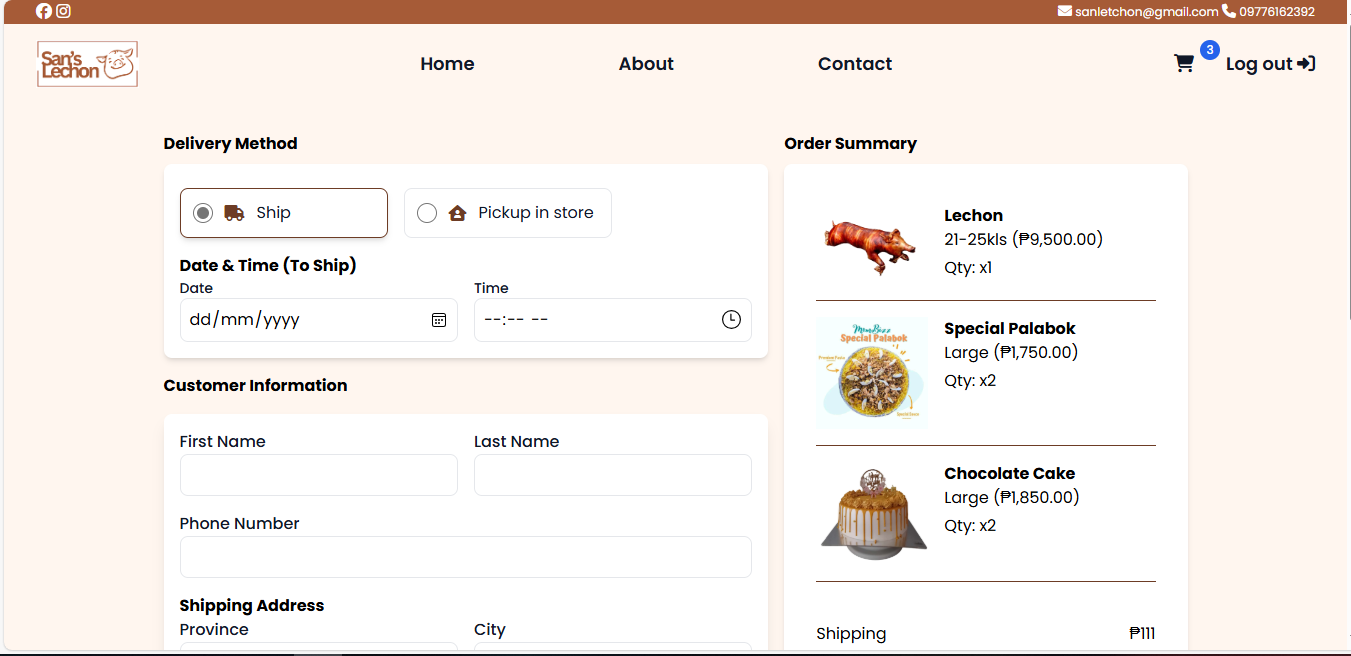 sanletchon@gmail.com 09776162392
San's
Lechon
Home
About
Contact
3
Log out
Delivery Method
Ship
Pickup in store
Date & Time (To Ship)
Date
Time
dd/mm/yyyy
--:-- --
Customer Information
First Name
Last Name
Phone Number
Shipping Address
Province
City
Order Summary
Lechon
21-25kls (₱9,500.00)
Qty: x1
Special Palabok
Special Palabok
Large (₱1,750.00)
Qty: x2
Chocolate Cake
Large (₱1,850.00)
Qty: x2
Shipping
₱111